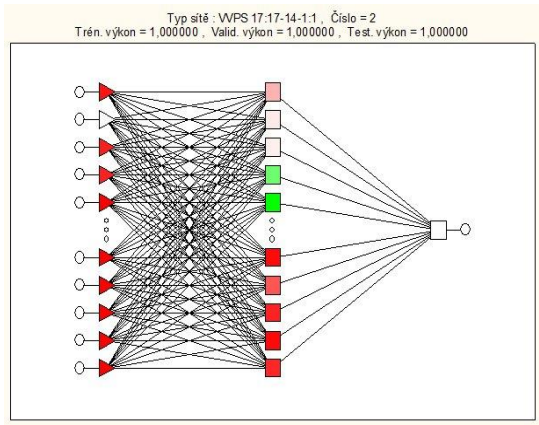 Typ sítě : VVPS 17:17-14-1:1 , Číslo = 2
Trén. výkon = 1,000000 , Valid. výkon = 1,000000 , Test. výkon = 1,000000